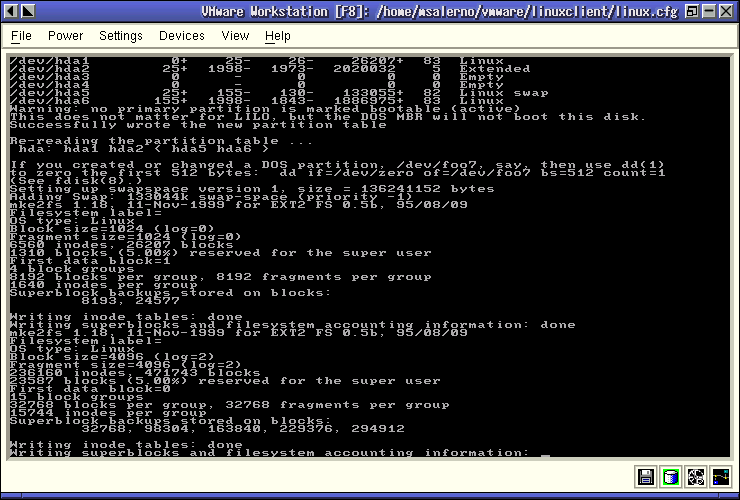 VMware Workstation [F8]: /home/msalerno/vmware/linuxclient/linux.cfg
File Power Settings Devices View Help
/dev/hda1 0+ 25- 26- 26207+ 83 Linux
/dev/hda2 25+ 1998- 1973- 2020032 5 Extended
/dev/hda3 0 - 0 0 0 Empty
/dev/hda4 0 - 0 0 0 Empty
/dev/hda5 25+ 155- 130- 133055+ 82 Linux swap
/dev/hda6 155+ 1998- 1843- 1886975+ 83 Linux
Warning: no primary partition is marked bootable (active)
This does not matter for LILO, but the DOS MBR will not boot this disk.
Successfully wrote the new partition table
Re-reading the partition table ...
hda: hda1 hda2 < hda5 hda6 >
If you created or changed a DOS partition, /dev/foo7, say, then use dd(1)
to zero the first 512 bytes: dd if=/dev/zero of=/dev/foo7 bs=512 count=1
(See fdisk(8).)
Setting up swapspace version 1, size = 136241152 bytes
Adding Swap: 133044k swap-space (priority -1)
mke2fs 1.18, 11-Nov-1999 for EXT2 FS 0.5b, 95/08/09
Filesystem label=
OS type: Linux
Block size=1024 (log=0)
Fragment size=1024 (log=0)
6560 inodes, 26207 blocks
1310 blocks (5.00%) reserved for the super user
First data block=1
4 block groups
8192 blocks per group, 8192 fragments per group
1640 inodes per group
Superblock backups stored on blocks:
8193, 24577
Writing inode tables: done
Writing superblocks and filesystem accounting information: done
mke2fs 1.18, 11-Nov-1999 for EXT2 FS 0.5b, 95/08/09
Filesystem label=
OS type: Linux
Block size=4096 (log=2)
Fragment size=4096 (log=2)
236160 inodes, 471743 blocks
23587 blocks (5.00%) reserved for the super user
First data block=0
15 block groups
32768 blocks per group, 32768 fragments per group
15744 inodes per group
Superblock backups stored on blocks:
32768, 98304, 163840, 229376, 294912
Writing inode tables: done
Writing superblocks and filesystem accounting information: _